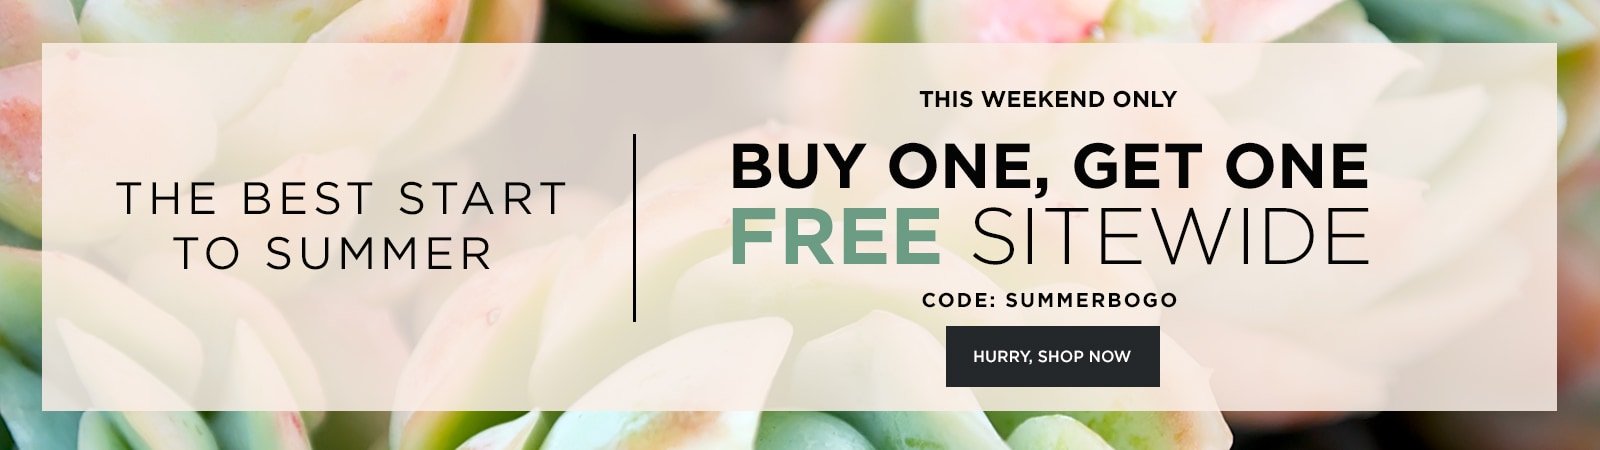 THE BEST START
TO SUMMER
THIS WEEKEND ONLY
BUY ONE, GET ONE
FREE SITEWIDE
CODE: SUMMERBOGO
HURRY, SHOP NOW